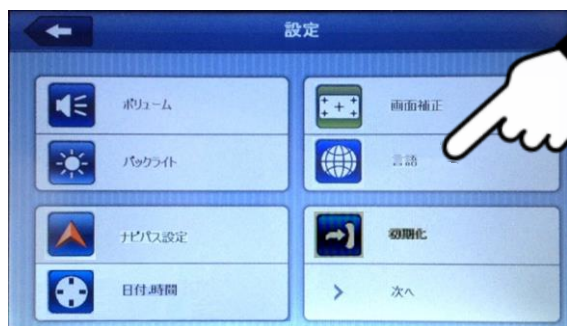 設定
ボリューム
画面補正
バックライト
言語
ナビパス設定
初期化
日付・時間
次へ